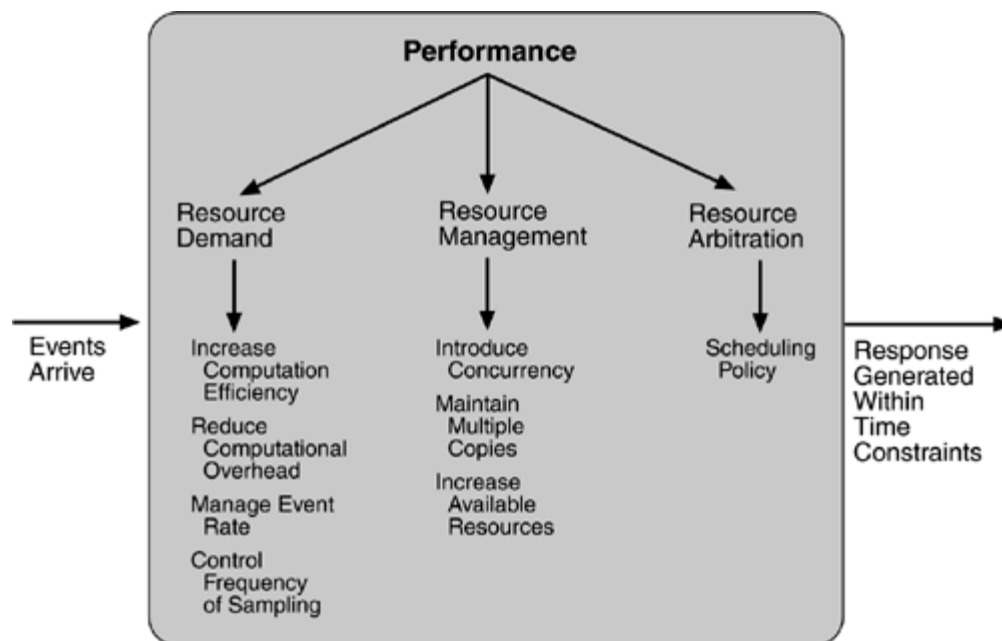 Performance
Resource
Demand
Resource
Management
Resource
Arbitration
Events
Arrive
Increase
Computation
Efficiency
Reduce
Computational
Overhead
Manage Event
Rate
Control
Frequency
of Sampling
Introduce
Concurrency
Maintain
Multiple
Copies
Increase
Available
Resources
Scheduling
Policy
Response
Generated
Within
Time
Constraints